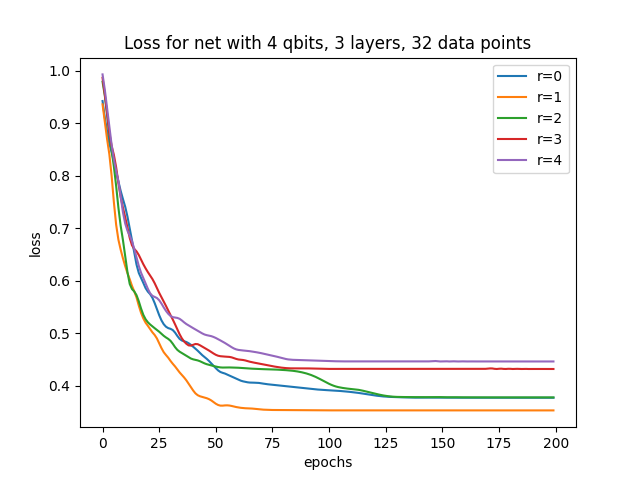 Loss for net with 4 qbits, 3 layers, 32 data points
1.0
0.9
0.8
0.7
0.6
0.5
0.4
loss
r=0
r=1
r=2
r=3
r=4
0 25 50 75 100 125 150 175 200
epochs